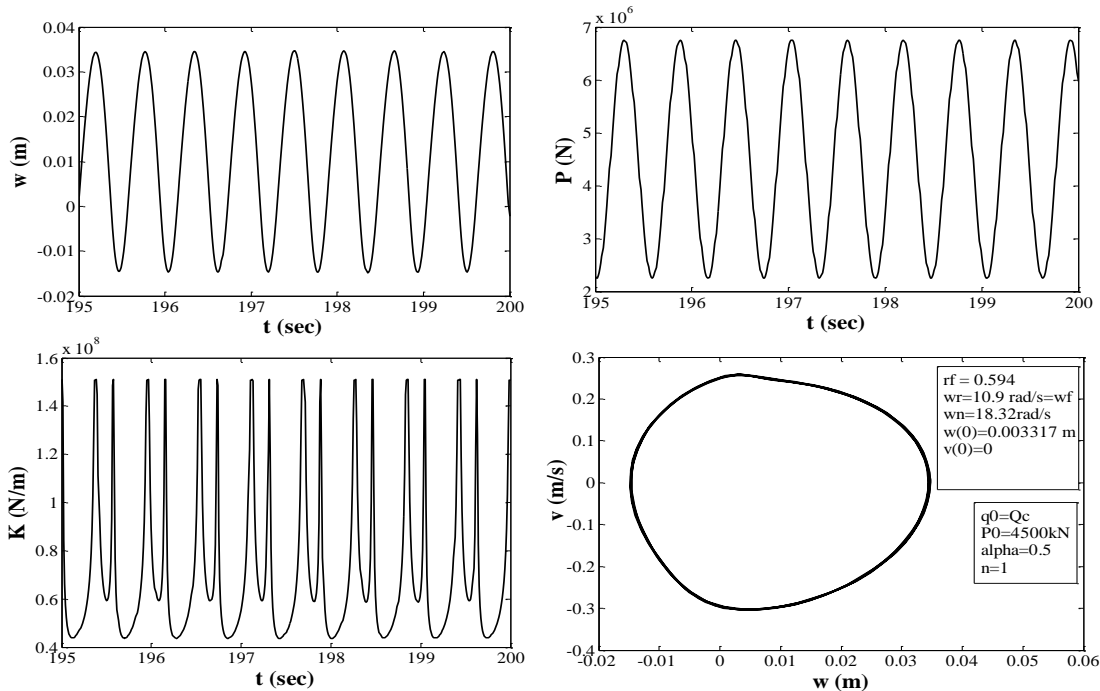 0.04
0.03
0.02
0.01
0
-0.01
-0.02
195 196 197 198 199 200
w (m)
t (sec)
7 x 10^6
6
5
4
3
2
195 196 197 198 199 200
P (N)
t (sec)
1.6 x 10^8
1.4
1.2
1
0.8
0.6
0.4
195 196 197 198 199 200
K (N/m)
t (sec)
0.3
0.2
0.1
0
-0.1
-0.2
-0.3
-0.4
-0.02 -0.01 0 0.01 0.02 0.03 0.04 0.05 0.06
v (m/s)
w (m)
rf = 0.594
wr=10.9 rad/s=wf
wn=18.32rad/s
w(0)=0.003317 m
v(0)=0
q0=Qc
P0=4500kN
alpha=0.5
n=1